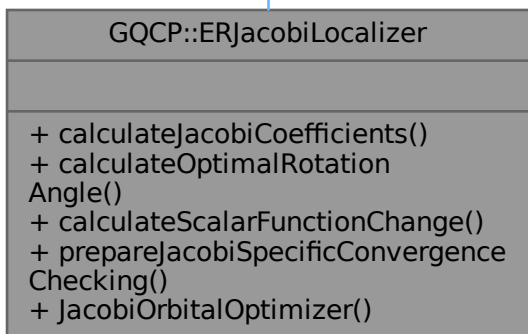 GQCP::ERJacobiLocalizer
+ calculateJacobiCoefficients()
+ calculateOptimalRotation
Angle()
+ calculateScalarFunctionChange()
+ prepareJacobiSpecificConvergence
Checking()
+ JacobiOrbitalOptimizer()